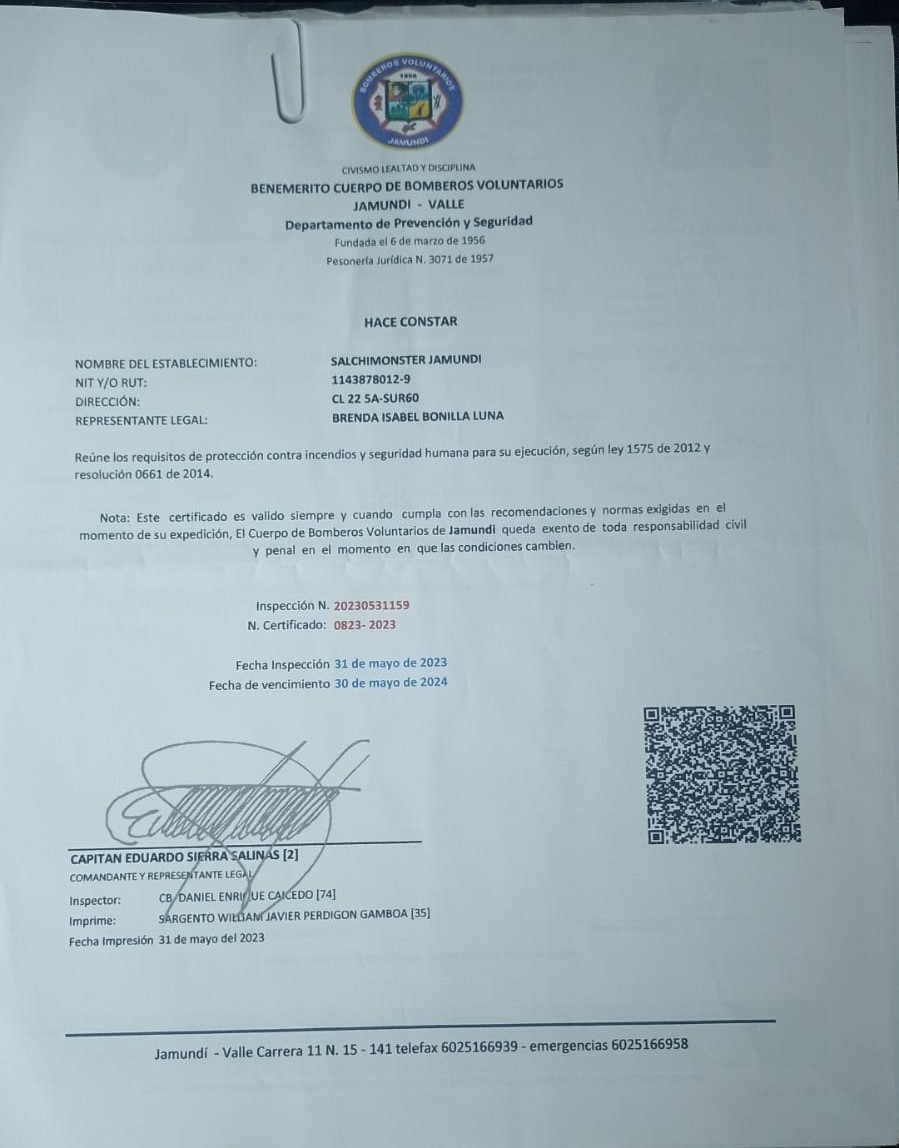 BOMBEROS VOLUNTARIOS
1956
JAMUNDI
CIVISMO LEALTAD Y DISCIPLINA
BENEMERITO CUERPO DE BOMBEROS VOLUNTARIOS
JAMUNDI - VALLE
Departamento de Prevención y Seguridad
Fundada el 6 de marzo de 1956
Pesonería Jurídica N. 3071 de 1957
HACE CONSTAR
NOMBRE DEL ESTABLECIMIENTO: SALCHIMONSTER JAMUNDI
NIT Y/O RUT: 1143878012-9
DIRECCIÓN: CL 22 5A-SUR60
REPRESENTANTE LEGAL: BRENDA ISABEL BONILLA LUNA
Reúne los requisitos de protección contra incendios y seguridad humana para su ejecución, según ley 1575 de 2012 y
resolución 0661 de 2014.
Nota: Este certificado es valido siempre y cuando cumpla con las recomendaciones y normas exigidas en el
momento de su expedición, El Cuerpo de Bomberos Voluntarios de Jamundi queda exento de toda responsabilidad civil
y penal en el momento en que las condiciones cambien.
Inspección N. 20230531159
N. Certificado: 0823- 2023
Fecha Inspección 31 de mayo de 2023
Fecha de vencimiento 30 de mayo de 2024
CAPITAN EDUARDO SIERRA SALINAS [2]
COMANDANTE Y REPRESENTANTE LEGAL
Inspector: CB. DANIEL ENRIQUE CAICEDO [74]
Imprime: SARGENTO WILLIAM JAVIER PERDIGON GAMBOA [35]
Fecha Impresión 31 de mayo del 2023
Jamundí - Valle Carrera 11 N. 15 - 141 telefax 6025166939 - emergencias 6025166958